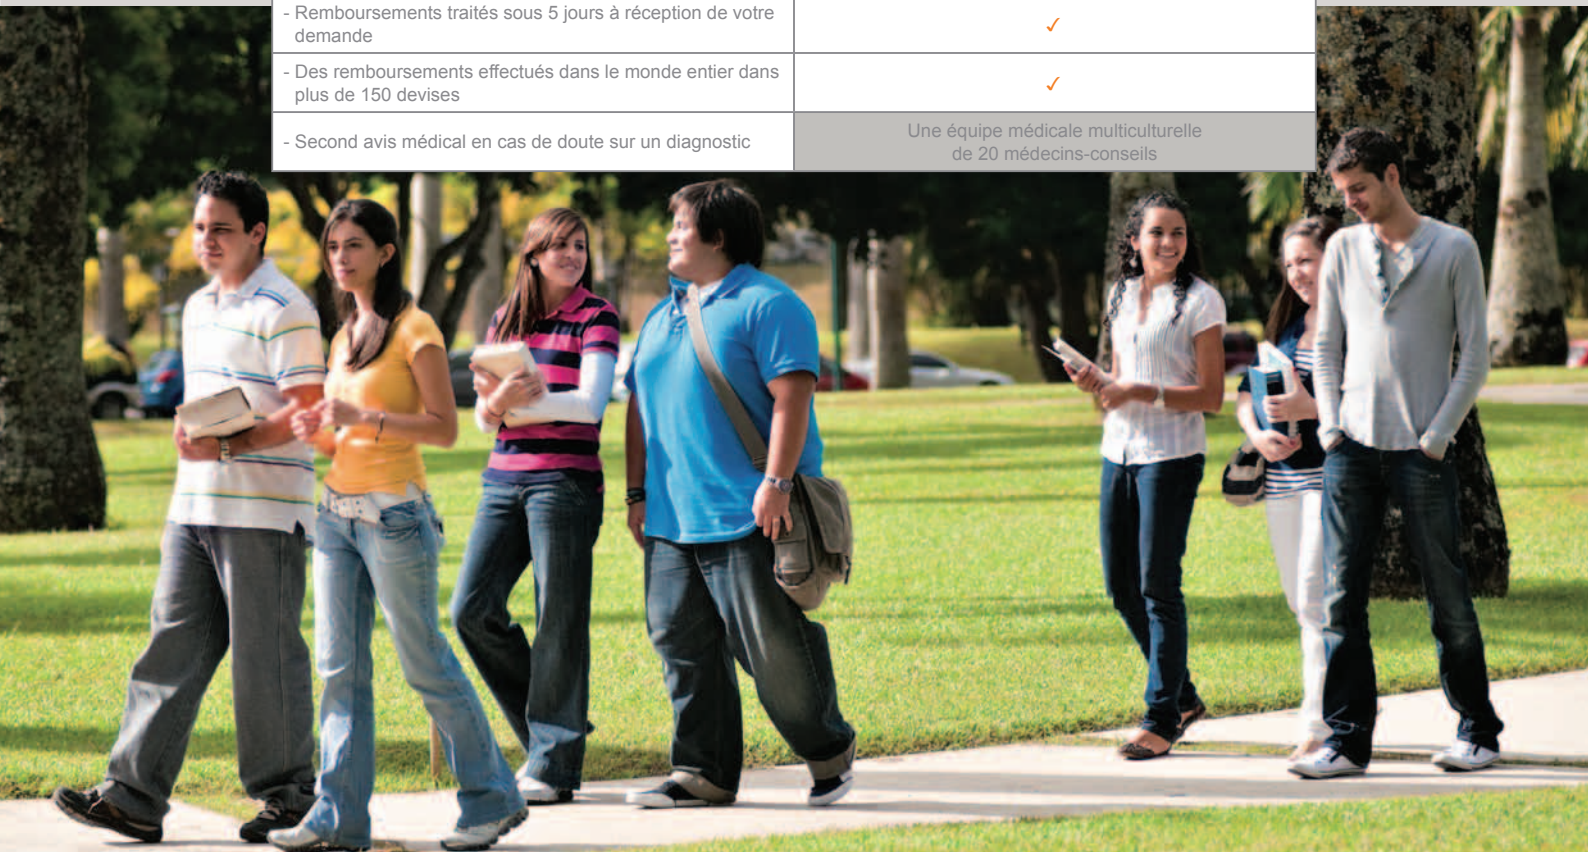 - Remboursements traités sous 5 jours à réception de votre
demande
✓
- Des remboursements effectués dans le monde entier dans
plus de 150 devises
✓
- Second avis médical en cas de doute sur un diagnostic
Une équipe médicale multiculturelle
de 20 médecins-conseils